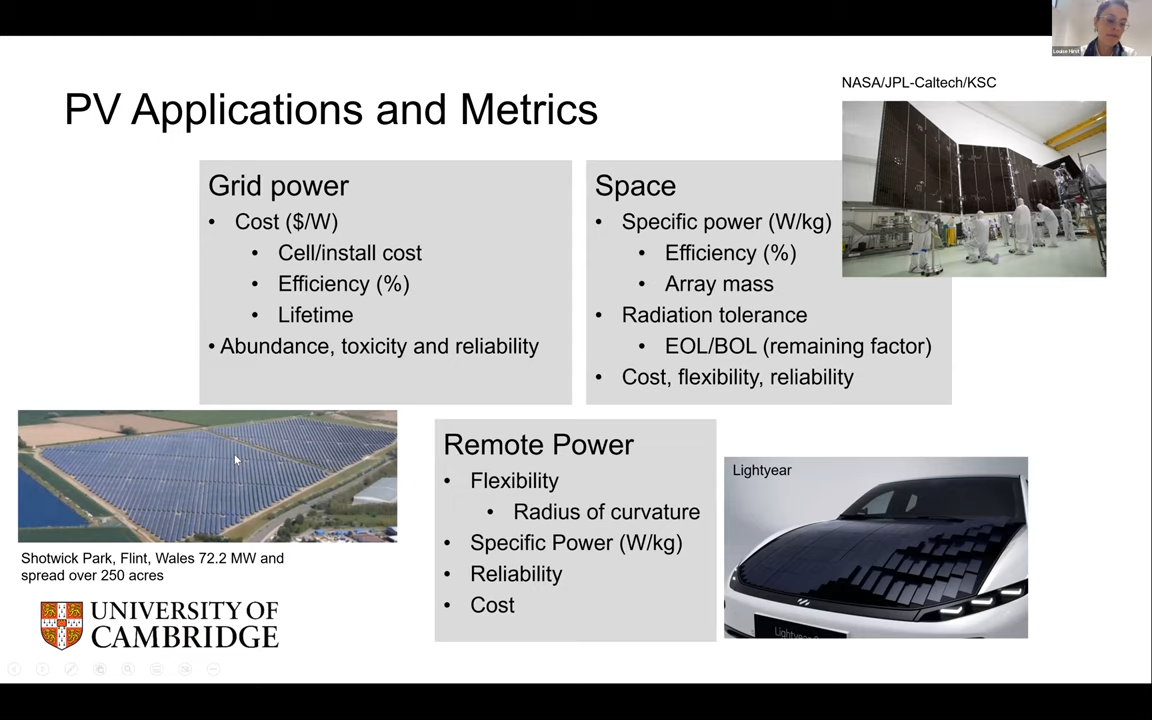 Louise Hirst
NASA/JPL-Caltech/KSC
PV Applications and Metrics
Grid power
• Cost ($/W)
• Cell/install cost
• Efficiency (%)
• Lifetime
• Abundance, toxicity and reliability
Space
• Specific power (W/kg)
• Efficiency (%)
• Array mass
• Radiation tolerance
• EOL/BOL (remaining factor)
• Cost, flexibility, reliability
Shotwick Park, Flint, Wales 72.2 MW and
spread over 250 acres
Remote Power
• Flexibility
• Radius of curvature
• Specific Power (W/kg)
• Reliability
• Cost
Lightyear
Lightyear
UNIVERSITY OF
CAMBRIDGE